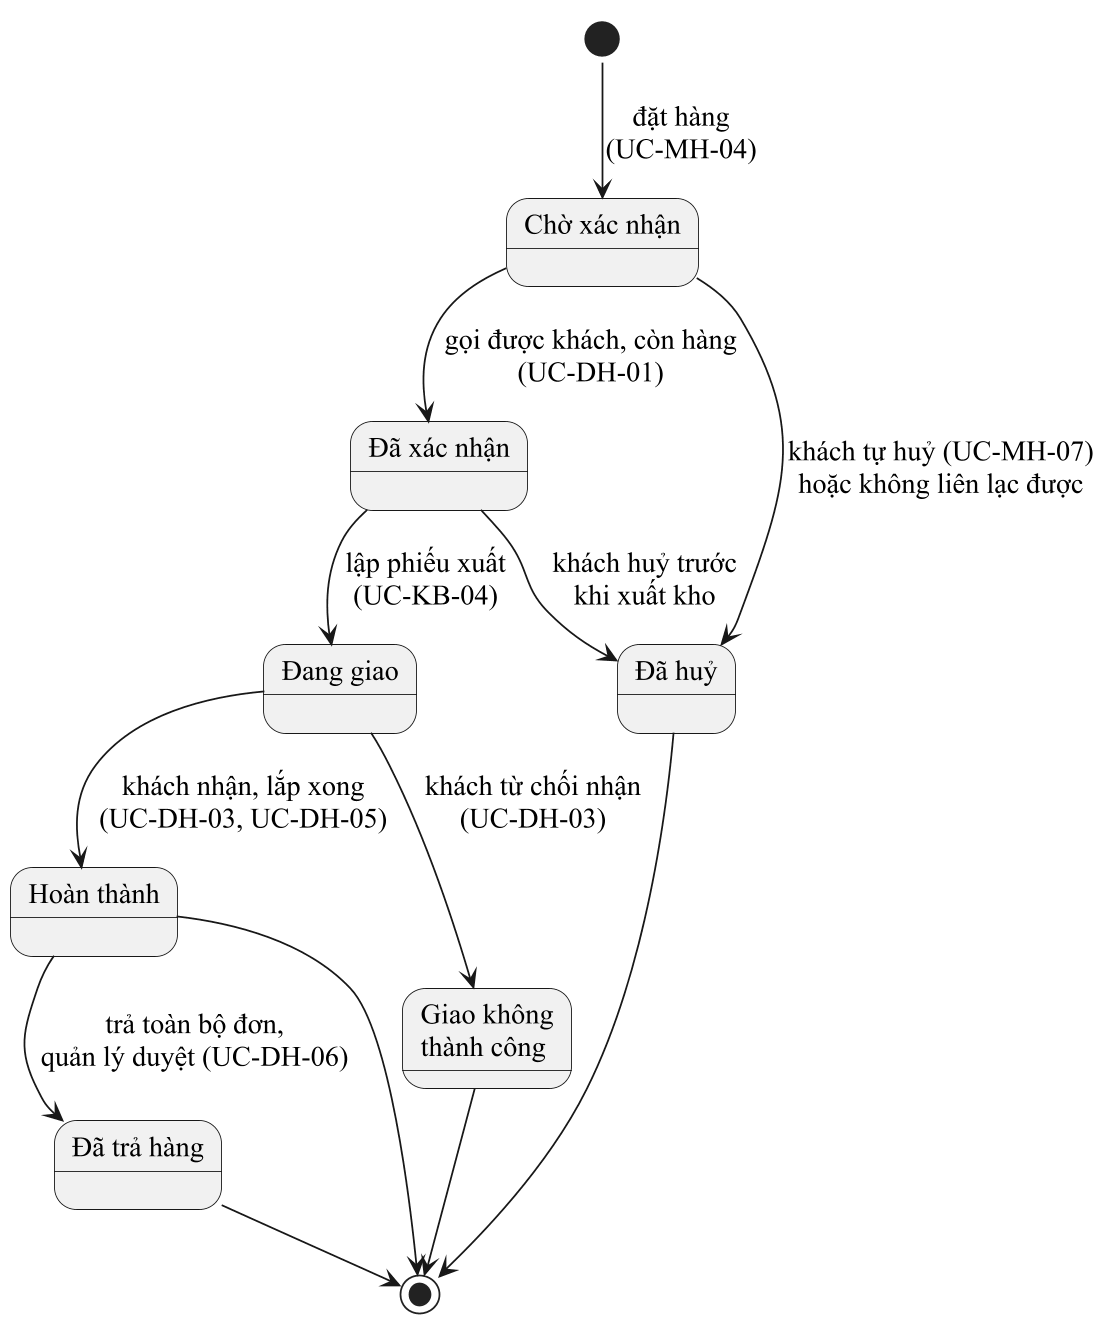 đặt hàng
(UC-MH-04)
Chờ xác nhận
gọi được khách, còn hàng
(UC-DH-01)
khách tự huỷ (UC-MH-07)
hoặc không liên lạc được
Đã xác nhận
lập phiếu xuất
(UC-KB-04)
khách huỷ trước
khi xuất kho
Đang giao
Đã huỷ
khách nhận, lắp xong
(UC-DH-03, UC-DH-05)
khách từ chối nhận
(UC-DH-03)
Hoàn thành
Giao không
thành công
trả toàn bộ đơn,
quản lý duyệt (UC-DH-06)
Đã trả hàng